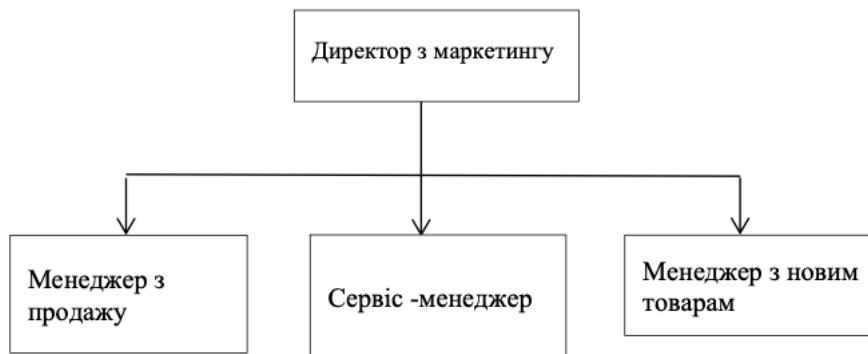 Директор з маркетингу
Менеджер з
продажу
Сервіс -менеджер
Менеджер з новим
товарам